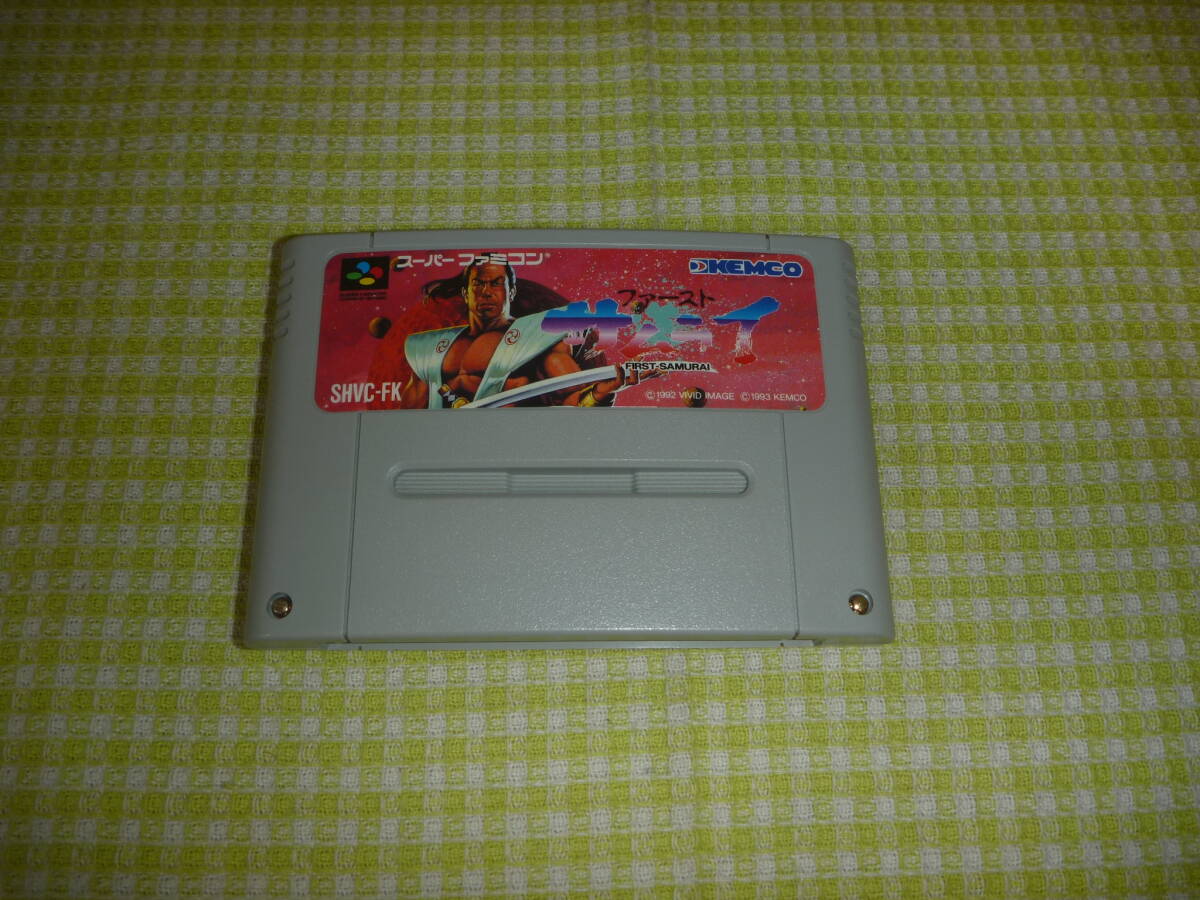 スーパーファミコン®
KEMCO
ファースト
サムライ
FIRST SAMURAI
SHVC-FK
©1992 VIVID IMAGE ©1993 KEMCO